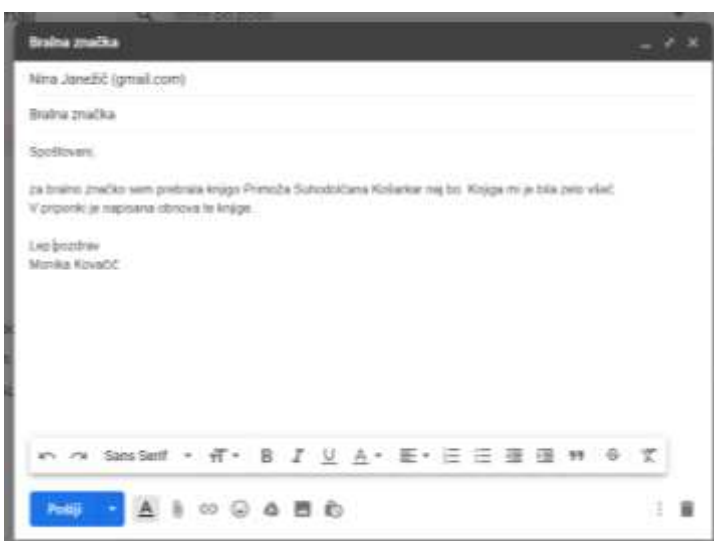 Bralna značka
Nina Janežič (gmail.com)
Bralna značka
Spoštovani,
za bralno značko sem prebrala knjigo Primoža Suhodolčana Košarkar naj bo. Knjiga mi je bila zelo všeč.
V priponki je napisana obnova te knjige.
Lep pozdrav
Monika Kovačič
Sans Serif
Pošlji